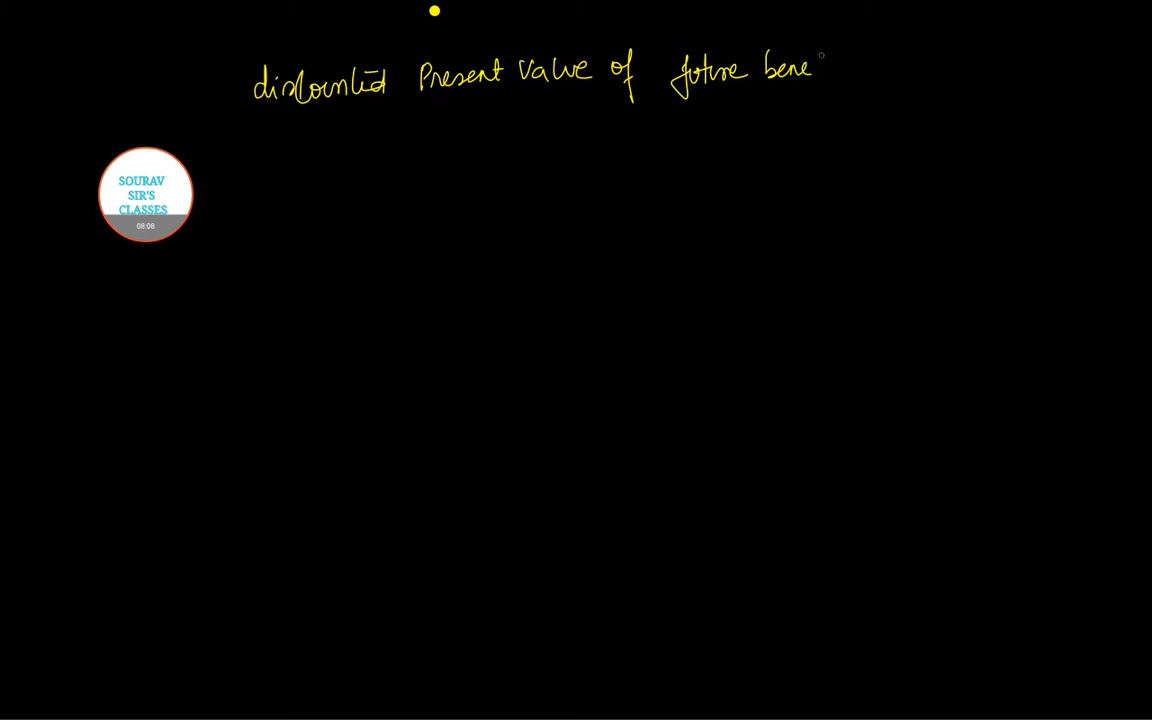 discounted Present Value of future bene
SOURAV
SIR'S
CLASSES
08:08